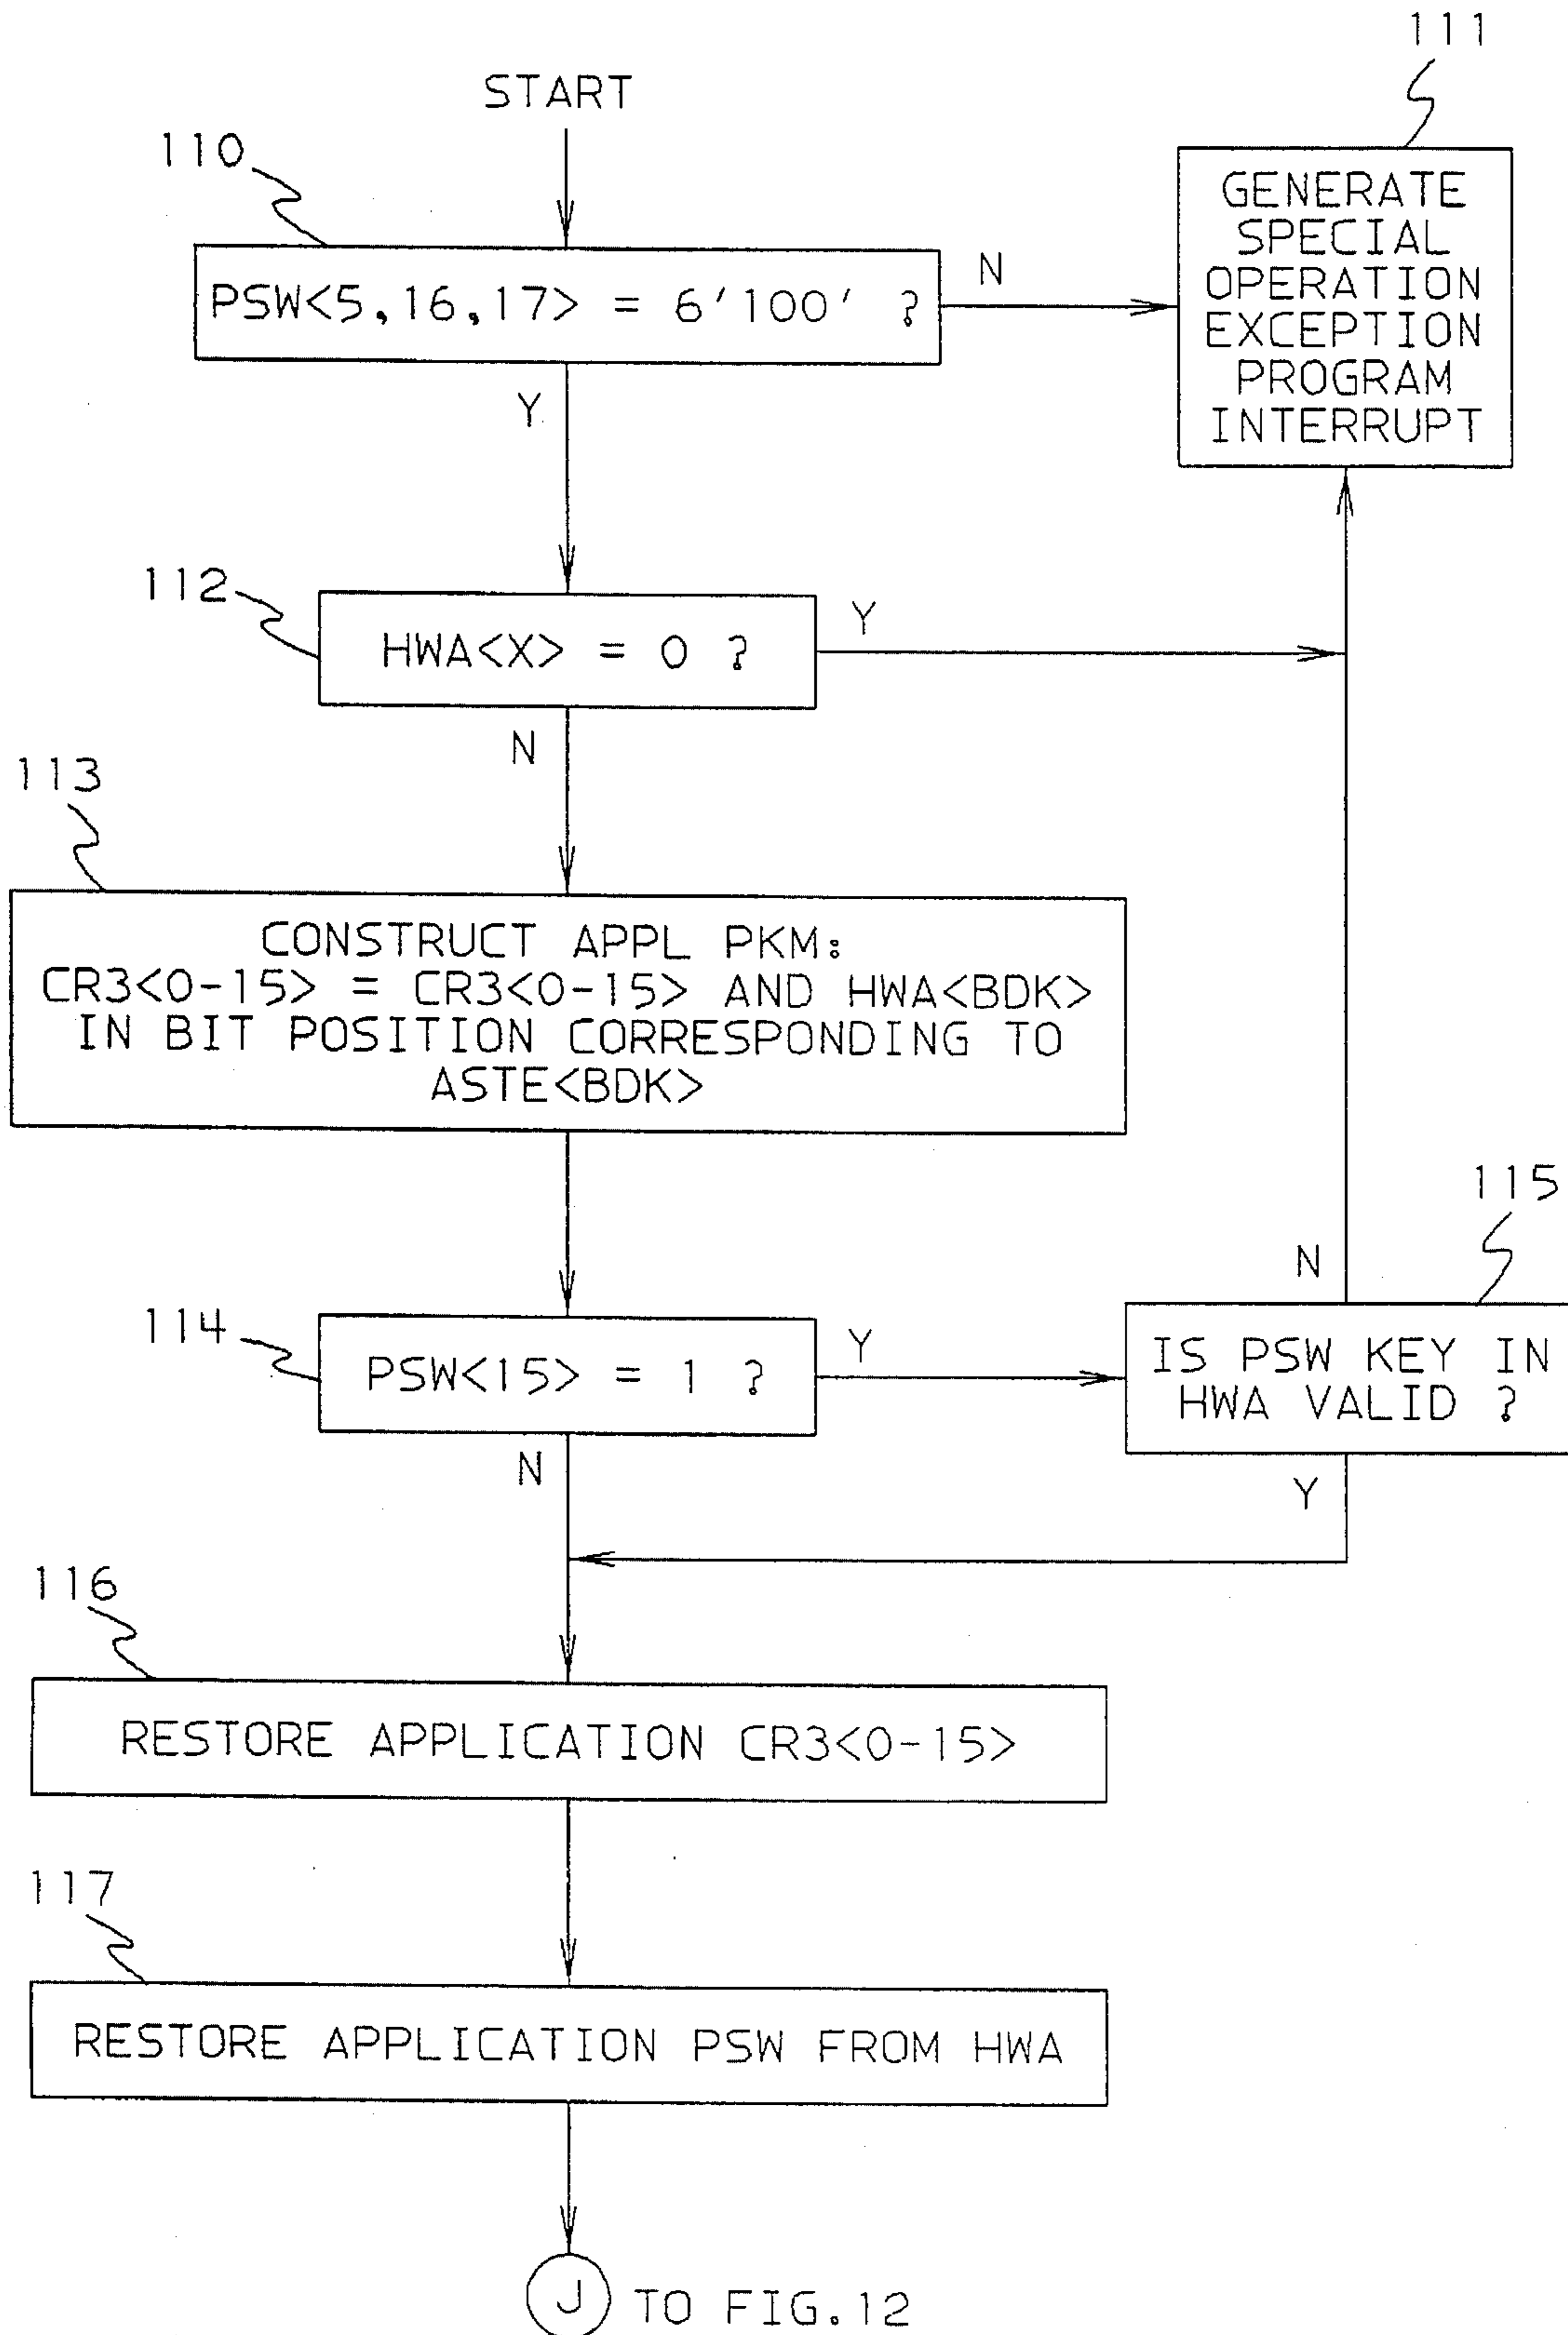 111
START
110
GENERATE
SPECIAL
OPERATION
EXCEPTION
PROGRAM
INTERRUPT
PSW<5,16,17> = 6'100' ?
N
Y
112
HWA<X> = 0 ?
Y
N
113
CONSTRUCT APPL PKM:
CR3<0-15> = CR3<0-15> AND HWA<BDK>
IN BIT POSITION CORRESPONDING TO
ASTE<BDK>
115
N
114
PSW<15> = 1 ?
Y
IS PSW KEY IN
HWA VALID ?
N
Y
116
RESTORE APPLICATION CR3<0-15>
117
RESTORE APPLICATION PSW FROM HWA
J TO FIG.12